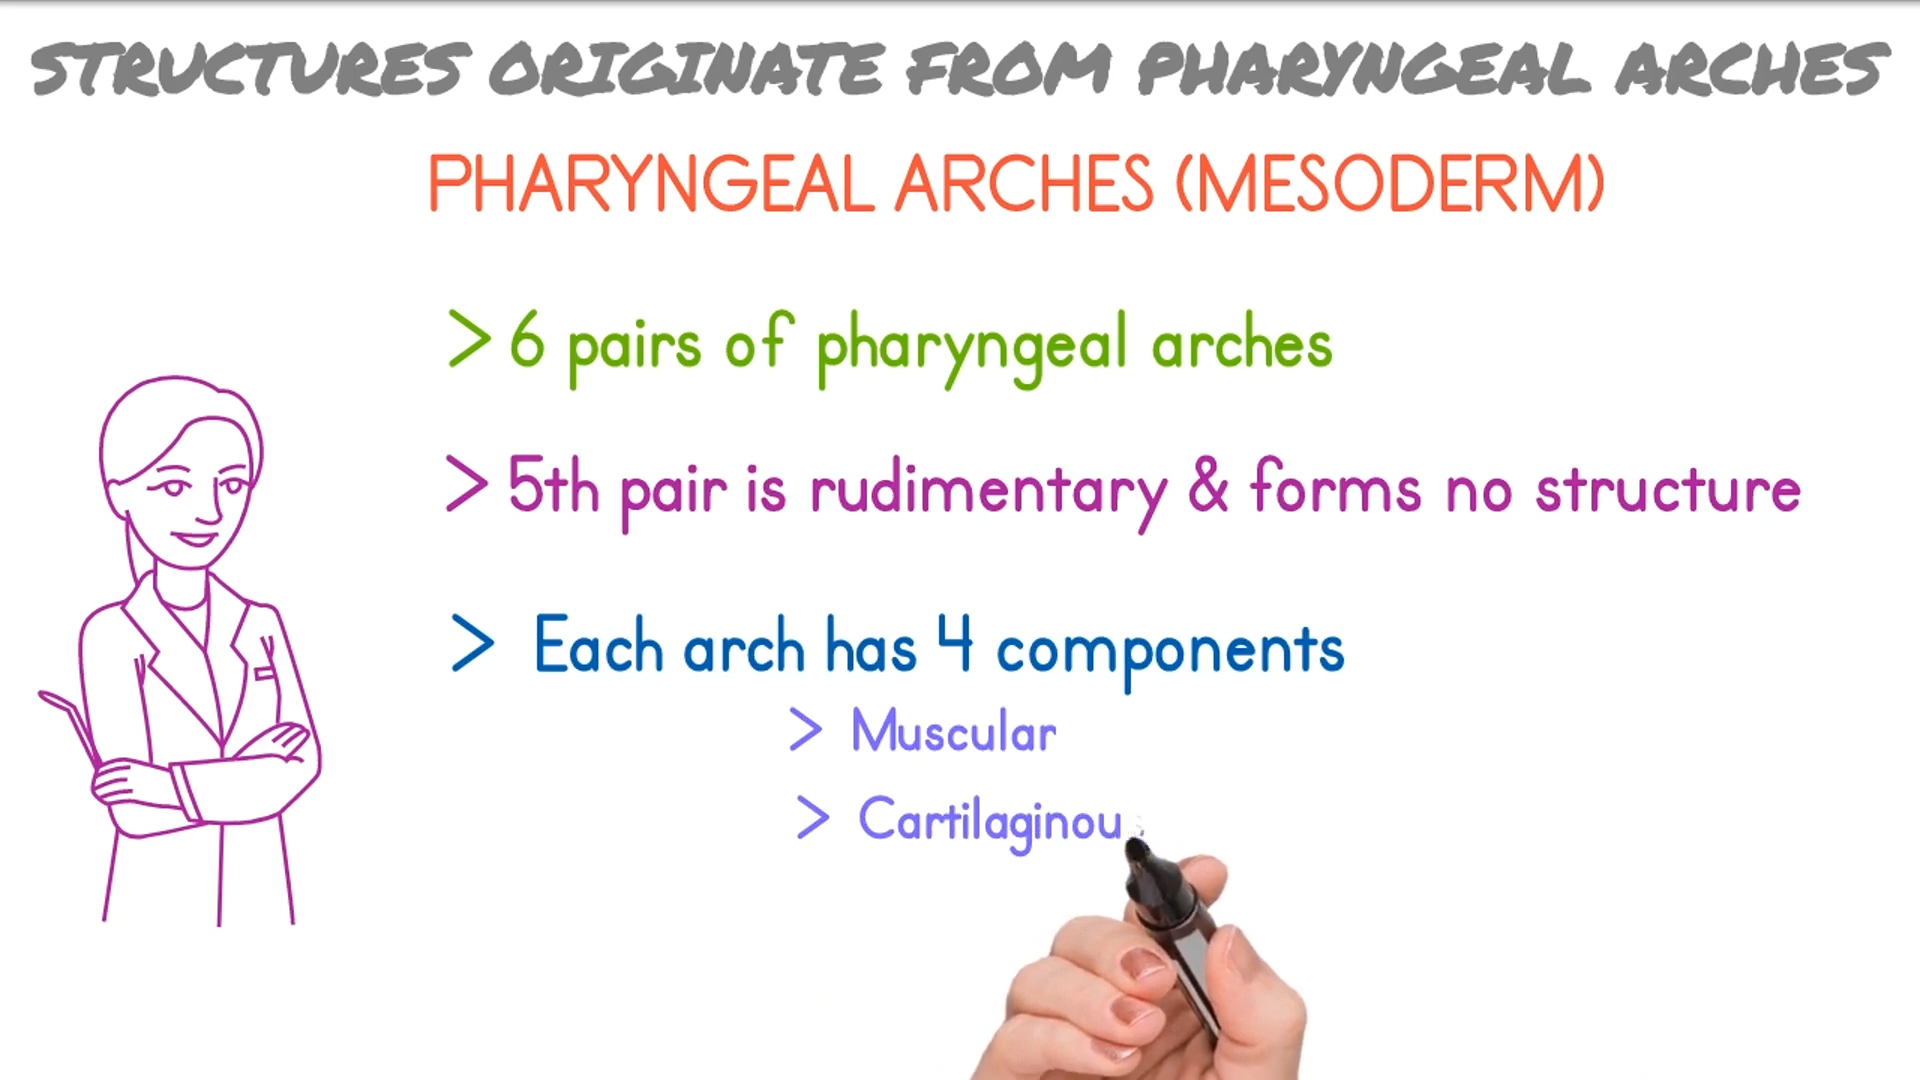 STRUCTURES ORIGINATE FROM PHARYNGEAL ARCHES
PHARYNGEAL ARCHES (MESODERM)
> 6 pairs of pharyngeal arches
> 5th pair is rudimentary & forms no structure
> Each arch has 4 components
> Muscular
> Cartilaginou